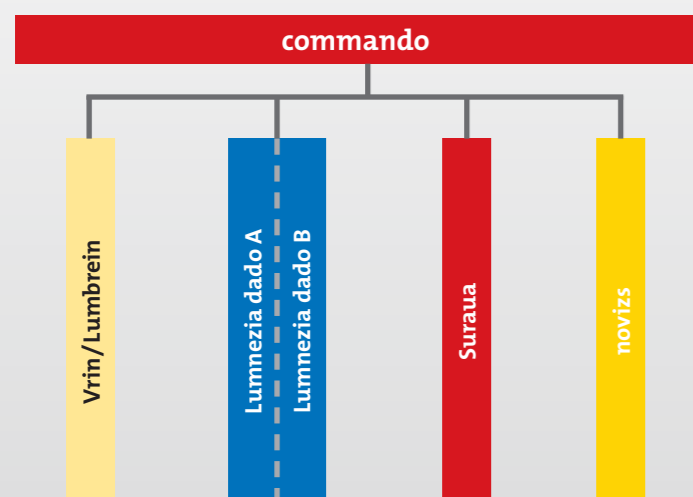 commando
Vrin/Lumbrein
Lumnezia dado A
Lumnezia dado B
Suraua
novizs